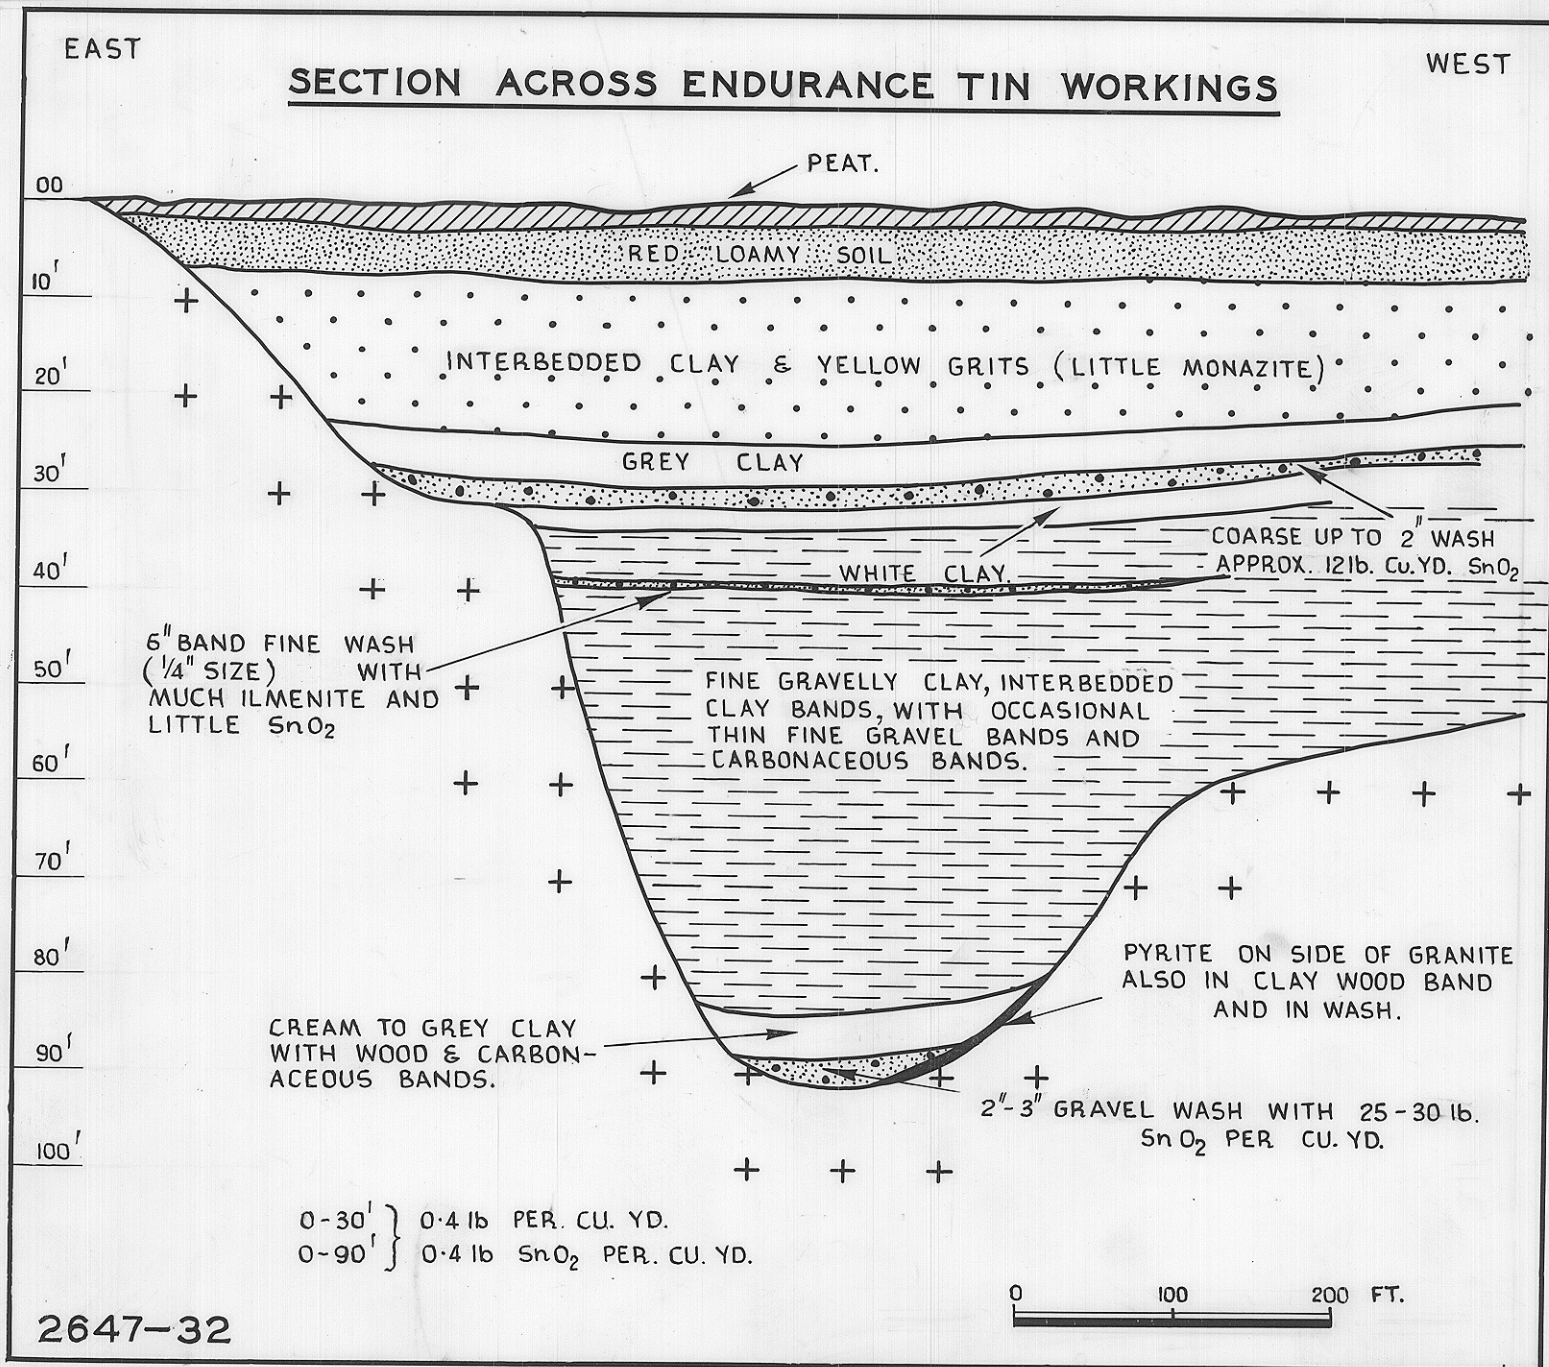 EAST
WEST
SECTION ACROSS ENDURANCE TIN WORKINGS
PEAT.
00
RED LOAMY SOIL
10'
INTERBEDDED CLAY & YELLOW GRITS (LITTLE MONAZITE)
20'
GREY CLAY
30'
COARSE UP TO 2" WASH
APPROX. 12lb. Cu.YD. SnO₂
WHITE CLAY.
40'
6" BAND FINE WASH
(1/4" SIZE) WITH
MUCH ILMENITE AND
LITTLE SnO₂
50'
FINE GRAVELLY CLAY, INTERBEDDED
CLAY BANDS, WITH OCCASIONAL
THIN FINE GRAVEL BANDS AND
CARBONACEOUS BANDS.
60'
70'
80'
PYRITE ON SIDE OF GRANITE
ALSO IN CLAY WOOD BAND
AND IN WASH.
CREAM TO GREY CLAY
WITH WOOD & CARBON-
ACEOUS BANDS.
90'
2"-3" GRAVEL WASH WITH 25-30 lb.
SnO₂ PER CU. YD.
100'
0-30' } 0·4 lb PER. CU. YD.
0-90' } 0·4 lb SnO₂ PER. CU. YD.
0 100 200 FT.
2647-32